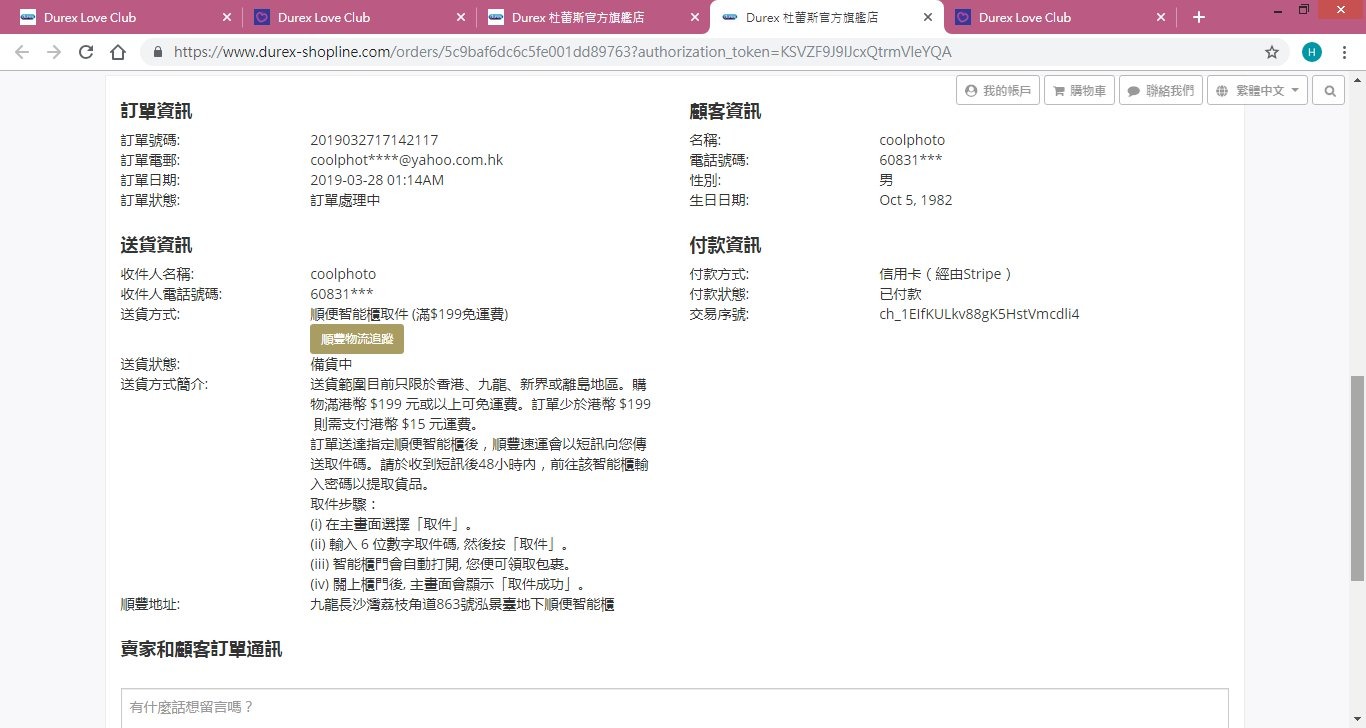 Durex Love Club
Durex Love Club
Durex 杜蕾斯官方旗艦店
Durex 杜蕾斯官方旗艦店
Durex Love Club
https://www.durex-shopline.com/orders/5c9baf6dc6c5fe001dd89763?authorization_token=KSVZF9J9lJcxQtrmVleYQA
H
我的帳戶 購物車 聯絡我們 繁體中文
訂單資訊
訂單號碼: 2019032717142117
訂單電郵: coolphot****@yahoo.com.hk
訂單日期: 2019-03-28 01:14AM
訂單狀態: 訂單處理中
顧客資訊
名稱: coolphoto
電話號碼: 60831***
性別: 男
生日日期: Oct 5, 1982
送貨資訊
收件人名稱: coolphoto
收件人電話號碼: 60831***
送貨方式: 順便智能櫃取件 (滿$199免運費)
順豐物流追蹤
送貨狀態: 備貨中
送貨方式簡介: 送貨範圍目前只限於香港、九龍、新界或離島地區。購
物滿港幣 $199 元或以上可免運費。訂單少於港幣 $199
則需支付港幣 $15 元運費。
訂單送達指定順便智能櫃後，順豐速運會以短訊向您傳
送取件碼。請於收到短訊後48小時內，前往該智能櫃輸
入密碼以提取貨品。
取件步驟：
(i) 在主畫面選擇「取件」。
(ii) 輸入 6 位數字取件碼, 然後按「取件」。
(iii) 智能櫃門會自動打開, 您便可領取包裹。
(iv) 關上櫃門後, 主畫面會顯示「取件成功」。
順豐地址: 九龍長沙灣荔枝角道863號泓景臺地下順便智能櫃
付款資訊
付款方式: 信用卡（經由Stripe）
付款狀態: 已付款
交易序號: ch_1EIfKULkv88gK5HstVmcdli4
賣家和顧客訂單通訊
有什麼話想留言嗎？